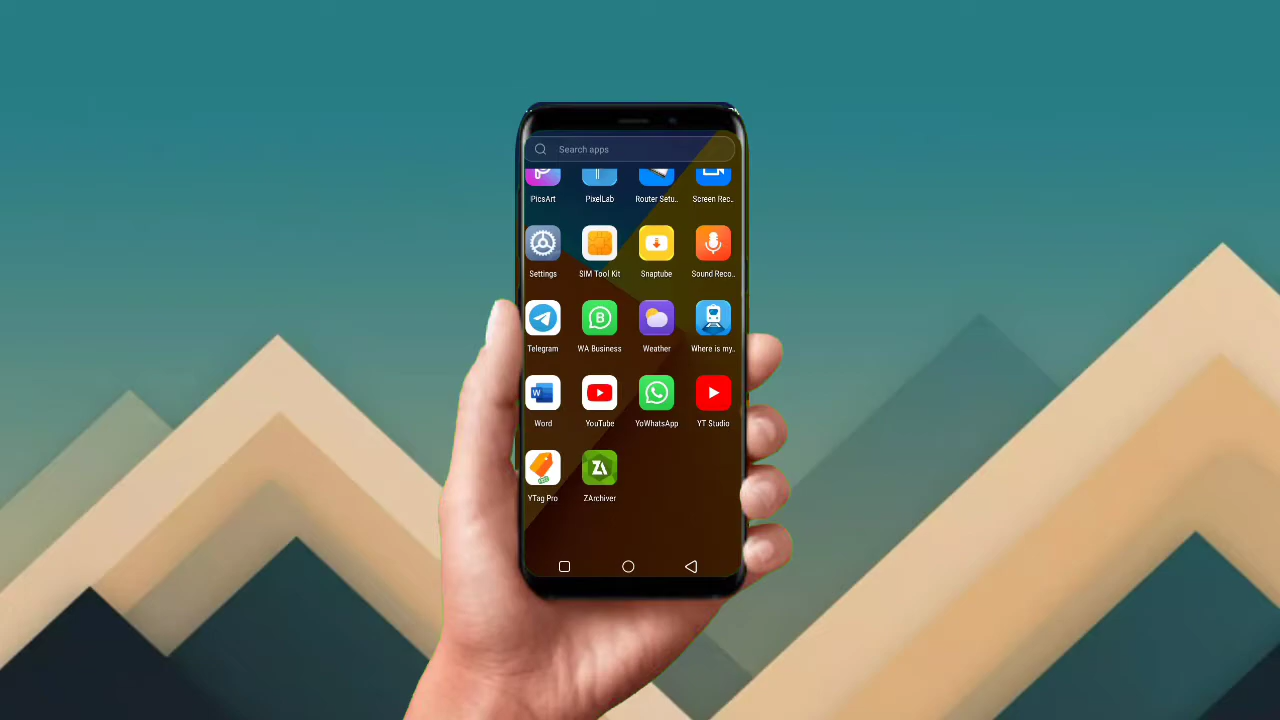 Search apps
PicsArt PixelLab Router Setu.. Screen Rec..
Settings SIM Tool Kit Snaptube Sound Reco..
B
Telegram WA Business Weather Where is my..
W
Word YouTube YoWhatsApp YT Studio
ZA
YTag Pro ZArchiver